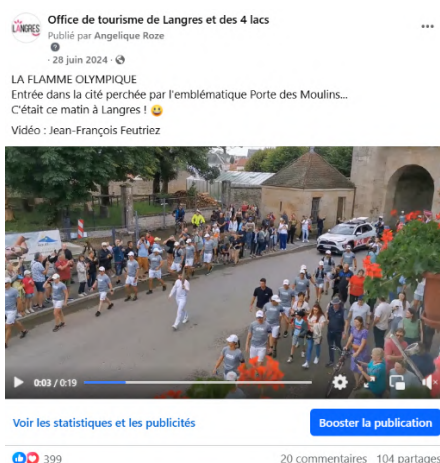 LANGRES
Office de tourisme de Langres et des 4 lacs
Publié par Angelique Roze
· 28 juin 2024 ·
LA FLAMME OLYMPIQUE
Entrée dans la cité perchée par l'emblématique Porte des Moulins...
C'était ce matin à Langres ! 😃
Vidéo : Jean-François Feutriez
0:03 / 0:19
Voir les statistiques et les publicités
Booster la publication
399
20 commentaires 104 partages